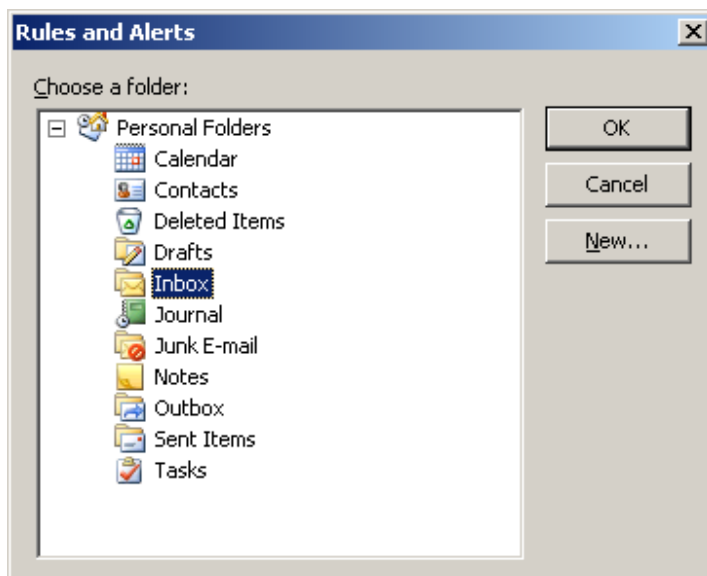 Rules and Alerts
Choose a folder:
Personal Folders
Calendar
Contacts
Deleted Items
Drafts
Inbox
Journal
Junk E-mail
Notes
Outbox
Sent Items
Tasks
OK
Cancel
New...